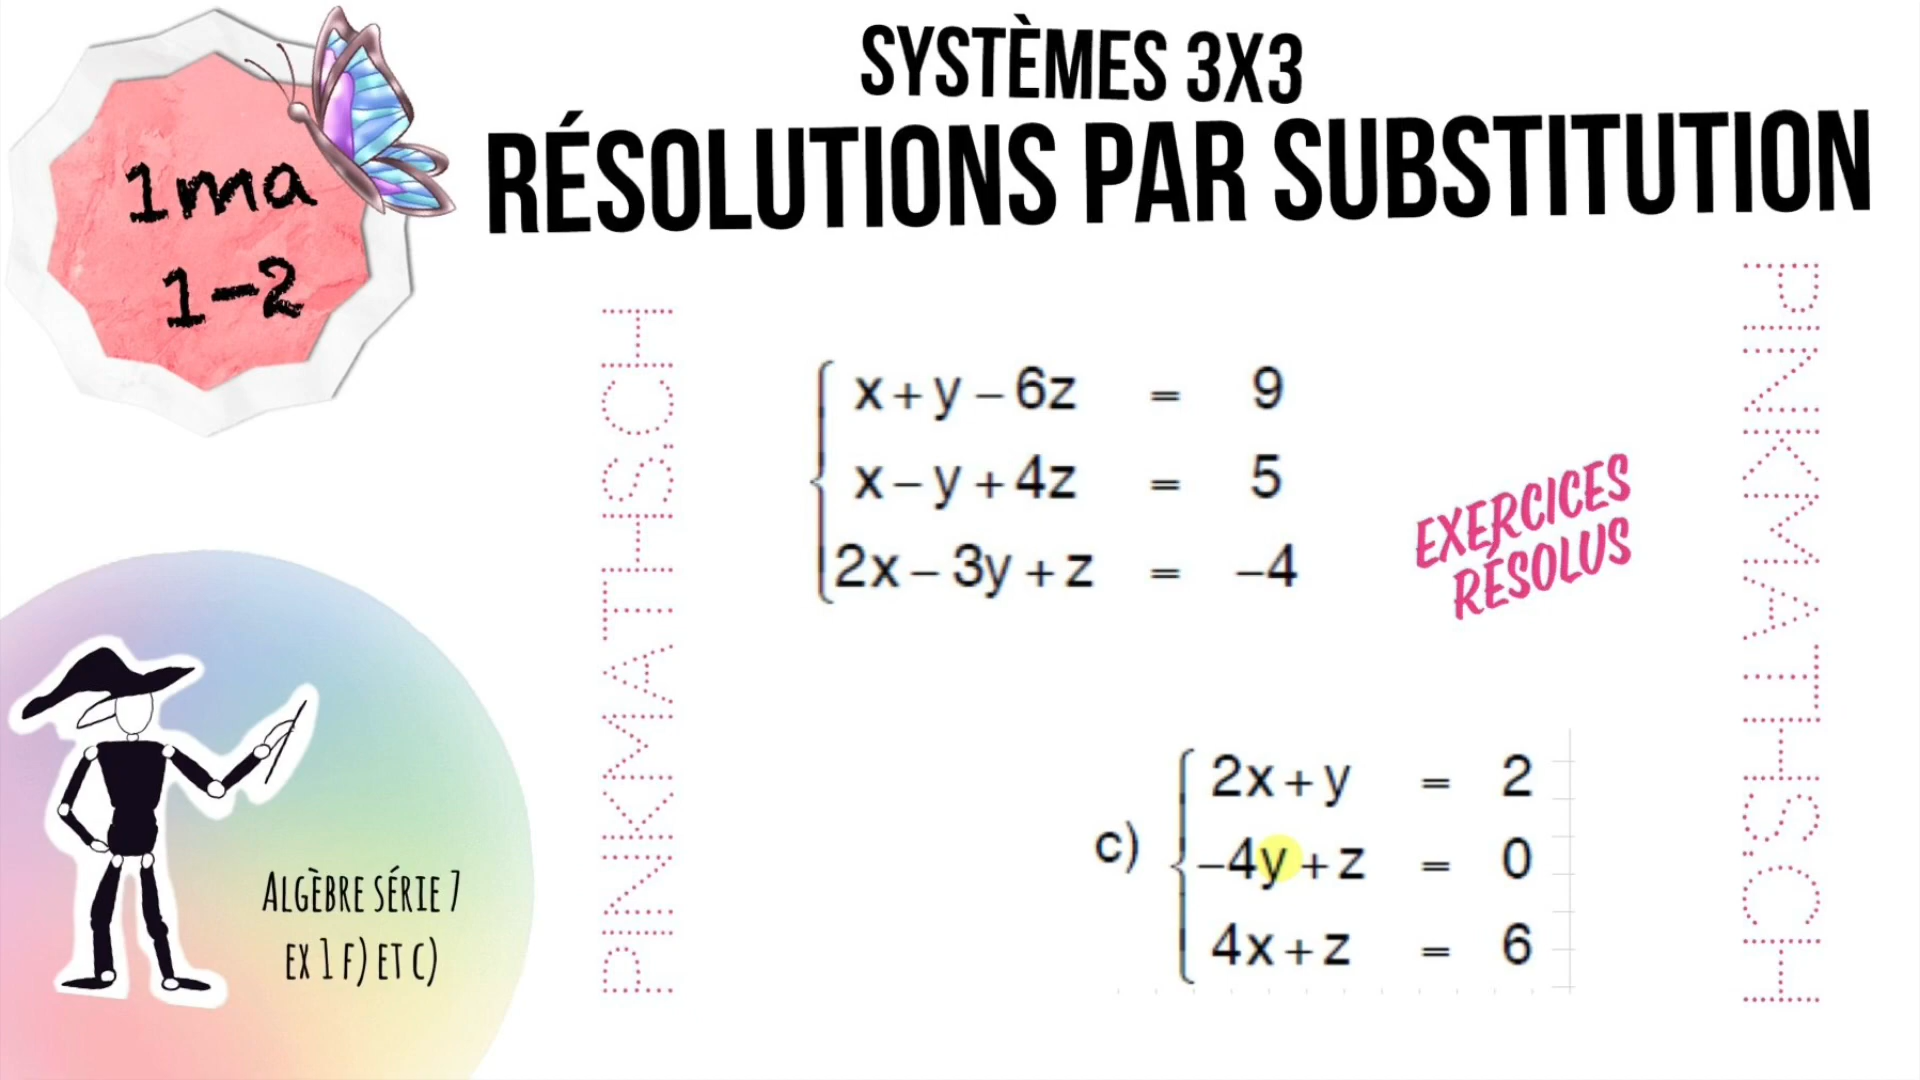 SYSTÈMES 3X3
RÉSOLUTIONS PAR SUBSTITUTION
1ma
1-2
PINKMATHS.CH
x + y − 6z = 9
x − y + 4z = 5
2x − 3y + z = −4
EXERCICES
RÉSOLUS
PINKMATHS.CH
c)
2x + y = 2
−4y + z = 0
4x + z = 6
ALGÈBRE SÉRIE 7
EX 1 F) ET C)